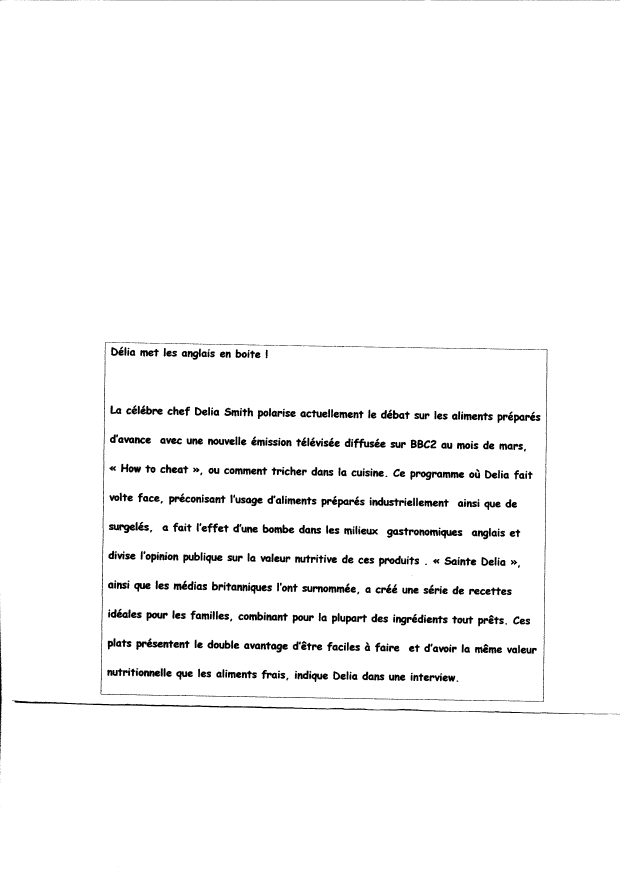 Délia met les anglais en boite !
La célébre chef Delia Smith polarise actuellement le débat sur les aliments préparés
d'avance avec une nouvelle émission télévisée diffusée sur BBC2 au mois de mars,
« How to cheat », ou comment tricher dans la cuisine. Ce programme où Delia fait
volte face, préconisant l'usage d'aliments préparés industriellement ainsi que de
surgelés, a fait l'effet d'une bombe dans les milieux gastronomiques anglais et
divise l'opinion publique sur la valeur nutritive de ces produits . « Sainte Delia »,
ainsi que les médias britanniques l'ont surnommée, a créé une série de recettes
idéales pour les familles, combinant pour la plupart des ingrédients tout prêts. Ces
plats présentent le double avantage d'être faciles à faire et d'avoir la même valeur
nutritionnelle que les aliments frais, indique Delia dans une interview.